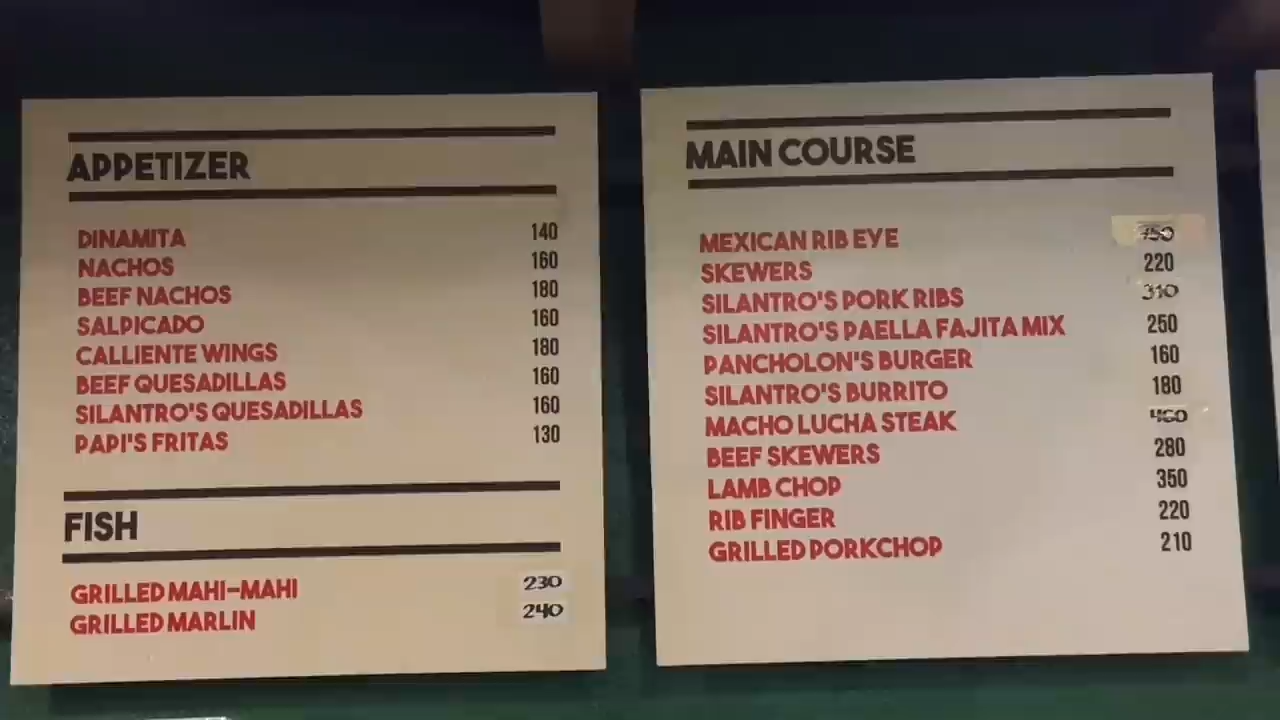 APPETIZER
DINAMITA 140
NACHOS 160
BEEF NACHOS 180
SALPICADO 160
CALLIENTE WINGS 180
BEEF QUESADILLAS 160
SILANTRO'S QUESADILLAS 160
PAPI'S FRITAS 130
FISH
GRILLED MAHI-MAHI 230
GRILLED MARLIN 240
MAIN COURSE
MEXICAN RIB EYE
SKEWERS 220
SILANTRO'S PORK RIBS 310
SILANTRO'S PAELLA FAJITA MIX 250
PANCHOLON'S BURGER 160
SILANTRO'S BURRITO 180
MACHO LUCHA STEAK
BEEF SKEWERS 280
LAMB CHOP 350
RIB FINGER 220
GRILLED PORKCHOP 210